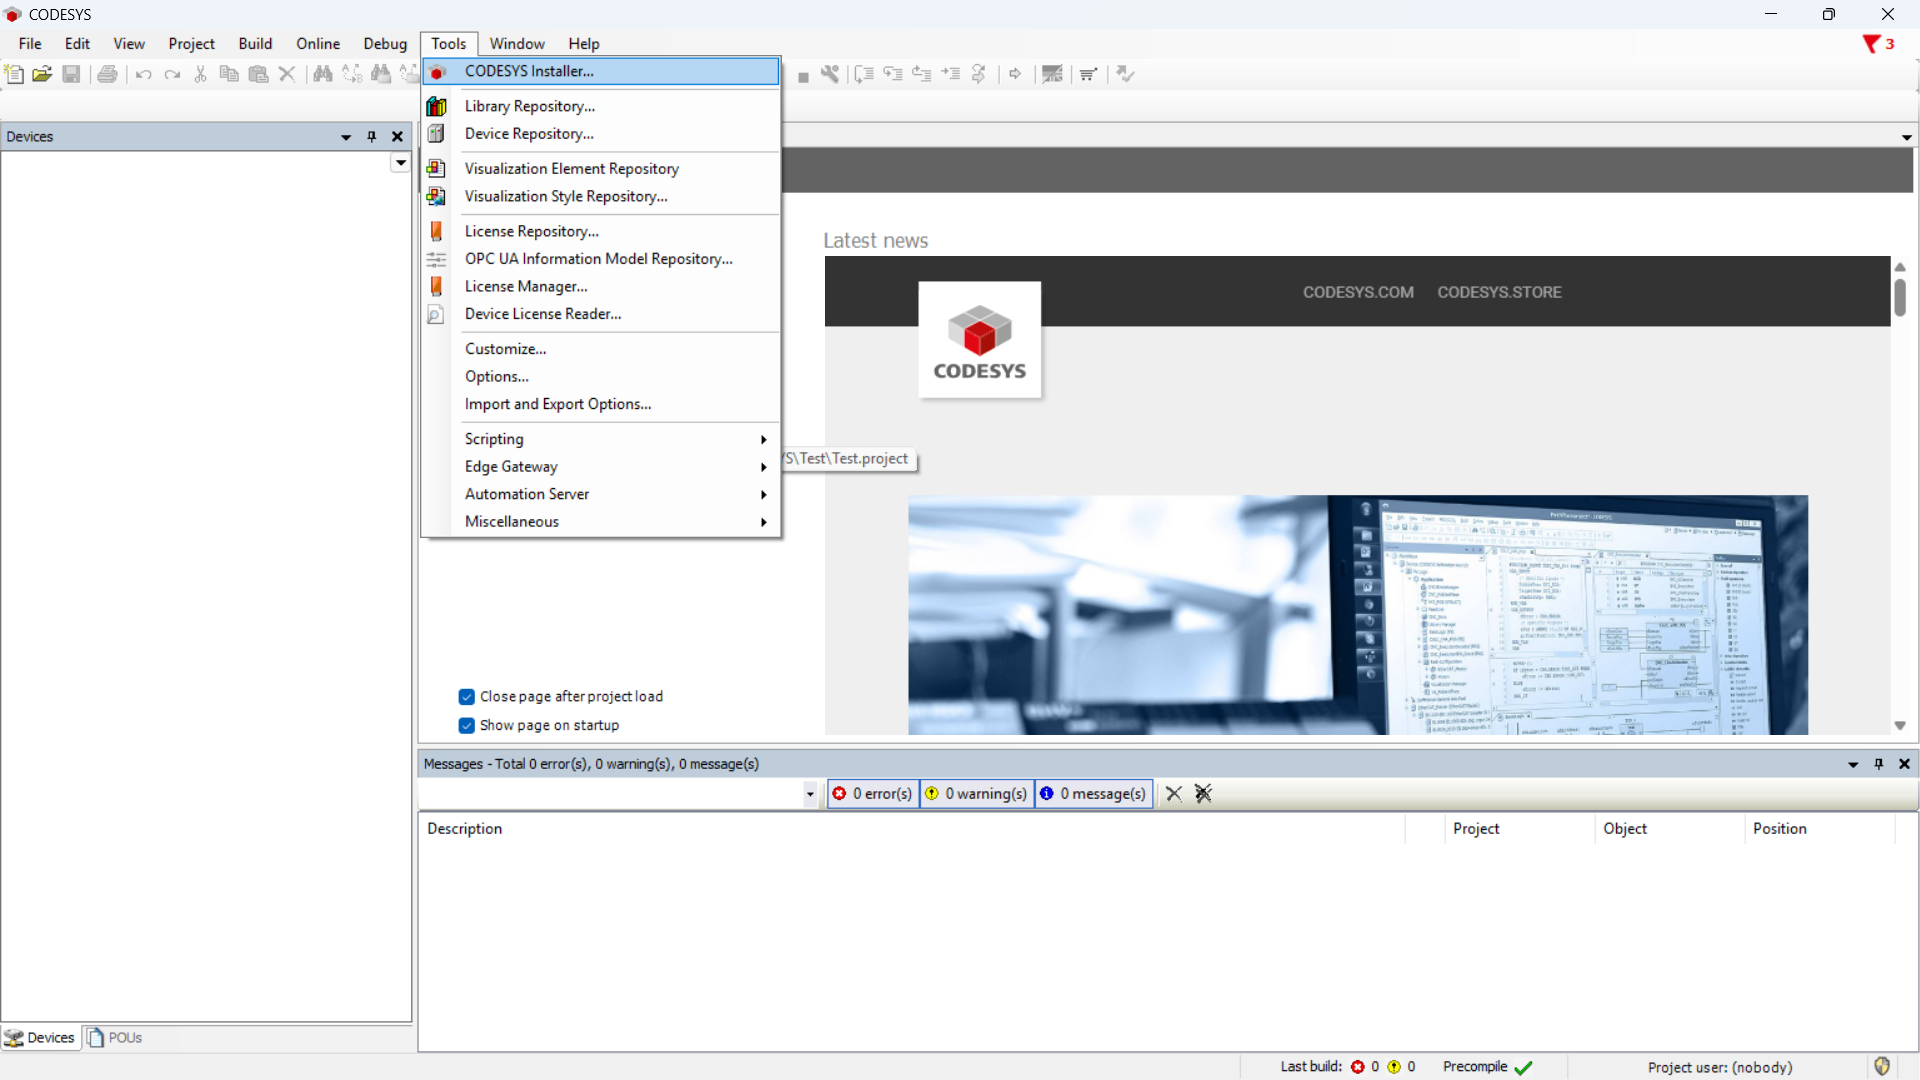 CODESYS
File Edit View Project Build Online Debug Tools Window Help
3
CODESYS Installer...
Library Repository...
Device Repository...
Visualization Element Repository
Visualization Style Repository...
License Repository...
OPC UA Information Model Repository...
License Manager...
Device License Reader...
Customize...
Options...
Import and Export Options...
Scripting
Edge Gateway
Automation Server
Miscellaneous
Devices
S\Test\Test.project
Latest news
CODESYS.COM CODESYS.STORE
CODESYS
Close page after project load
Show page on startup
Messages - Total 0 error(s), 0 warning(s), 0 message(s)
0 error(s) 0 warning(s) 0 message(s)
Description Project Object Position
Devices POUs
Last build: 0 0 Precompile Project user: (nobody)